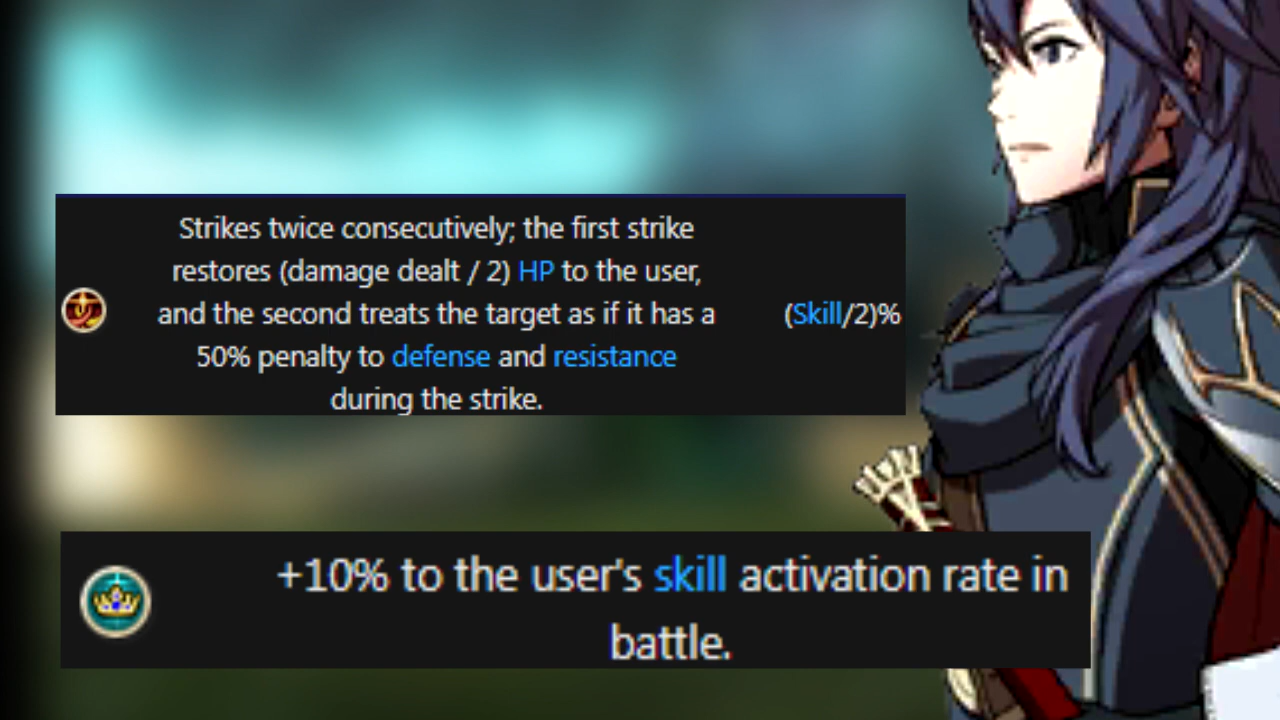 Strikes twice consecutively; the first strike
restores (damage dealt / 2) HP to the user,
and the second treats the target as if it has a
50% penalty to defense and resistance
during the strike.
(Skill/2)%
+10% to the user's skill activation rate in
battle.